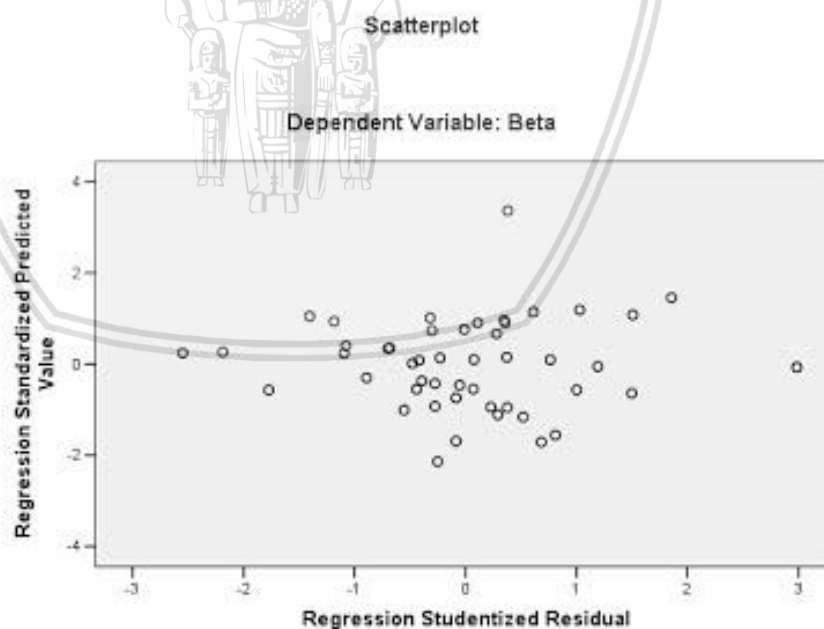 Scatterplot
Dependent Variable: Beta
Regression Standardized Predicted
Value
4
2
0
-2
-4
-3
-2
-1
0
1
2
3
Regression Studentized Residual